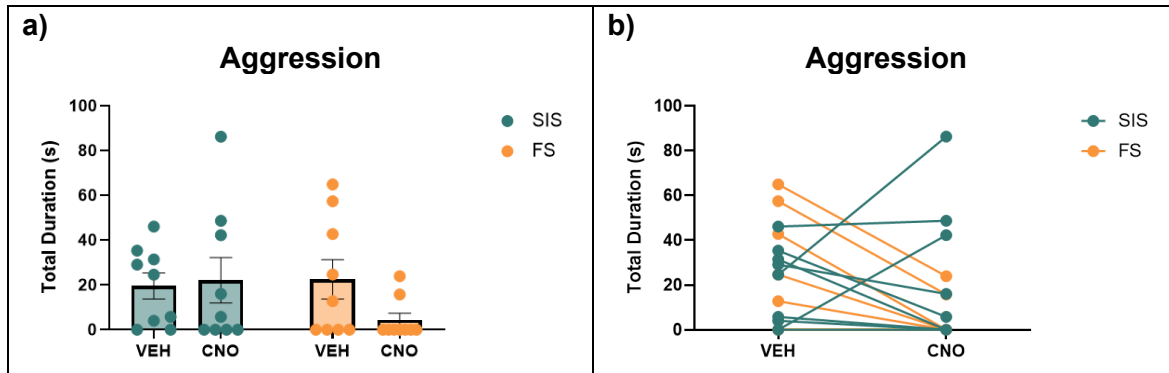 a)
Aggression
Total Duration (s)
100
80
60
40
20
0
VEH
CNO
VEH
CNO
SIS
FS
b)
Aggression
Total Duration (s)
100
80
60
40
20
0
VEH
CNO
SIS
FS